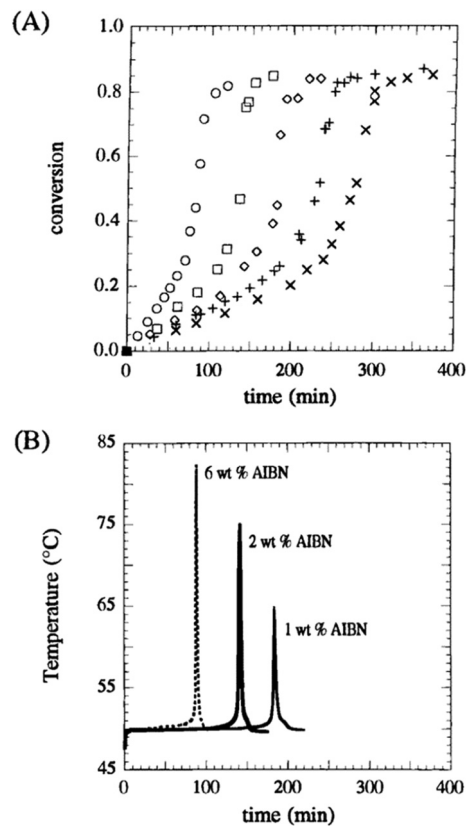 (A)
1.0
0.8
0.6
0.4
0.2
0.0
conversion
0
100
200
300
400
time (min)
(B)
85
75
65
55
45
Temperature (°C)
6 wt % AIBN
2 wt % AIBN
1 wt % AIBN
0
100
200
300
400
time (min)